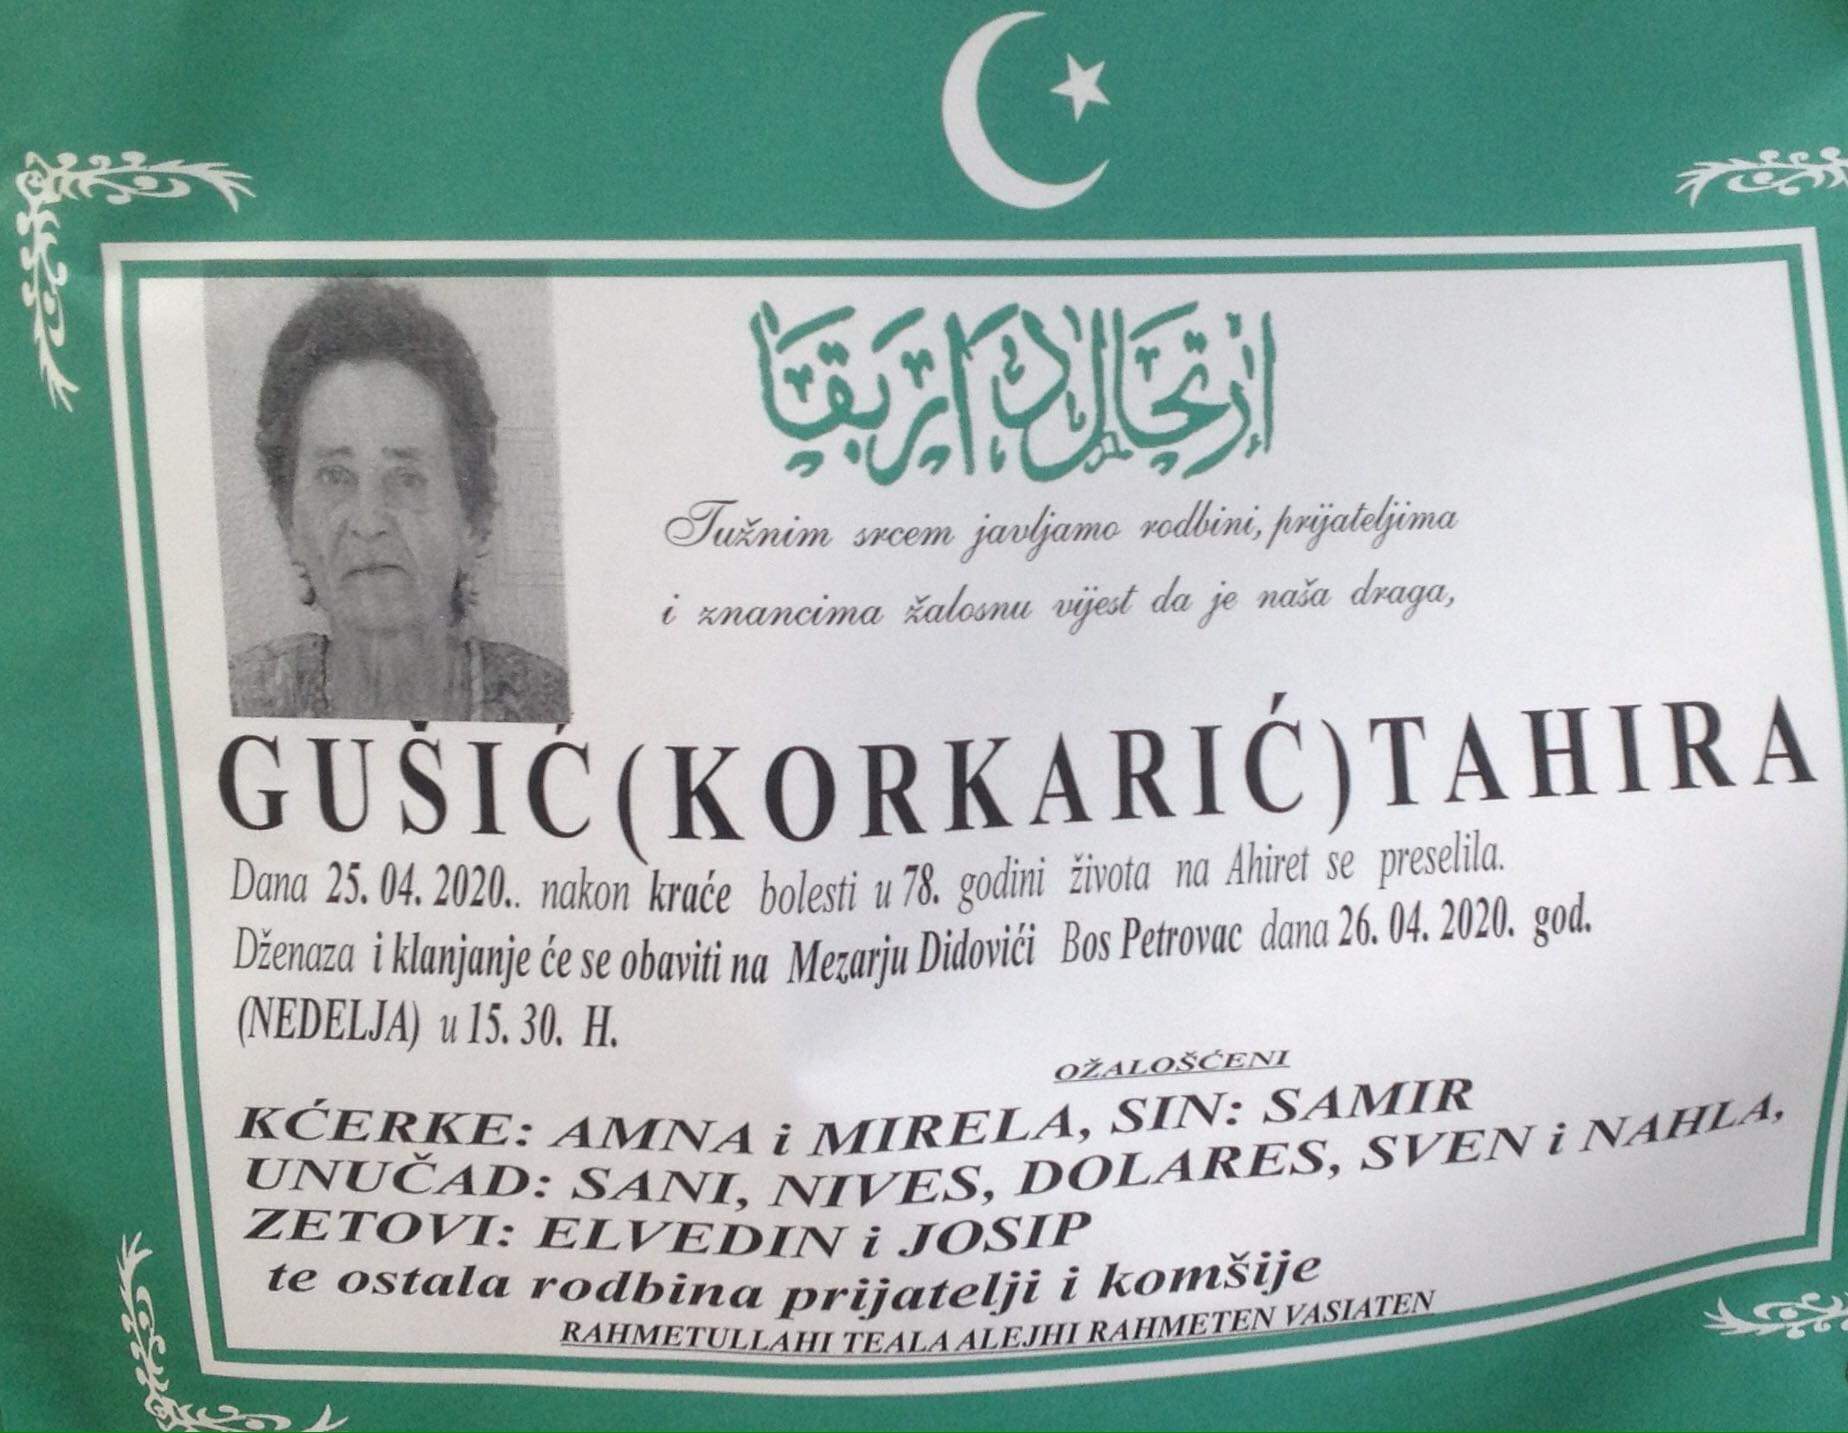 إرتحال دار بقا
Tužnim srcem javljamo rodbini, prijateljima
i znancima žalosnu vijest da je naša draga,
GUŠIĆ(KORKARIĆ)TAHIRA
Dana 25. 04. 2020.. nakon kraće bolesti u 78. godini života na Ahiret se preselila.
Dženaza i klanjanje će se obaviti na Mezarju Didovići Bos Petrovac dana 26. 04. 2020. god.
(NEDELJA) u 15. 30. H.
OŽALOŠĆENI
KĆERKE: AMNA i MIRELA, SIN: SAMIR
UNUČAD: SANI, NIVES, DOLARES, SVEN i NAHLA,
ZETOVI: ELVEDIN i JOSIP
te ostala rodbina prijatelji i komšije
RAHMETULLAHI TEALA ALEJHI RAHMETEN VASIATEN